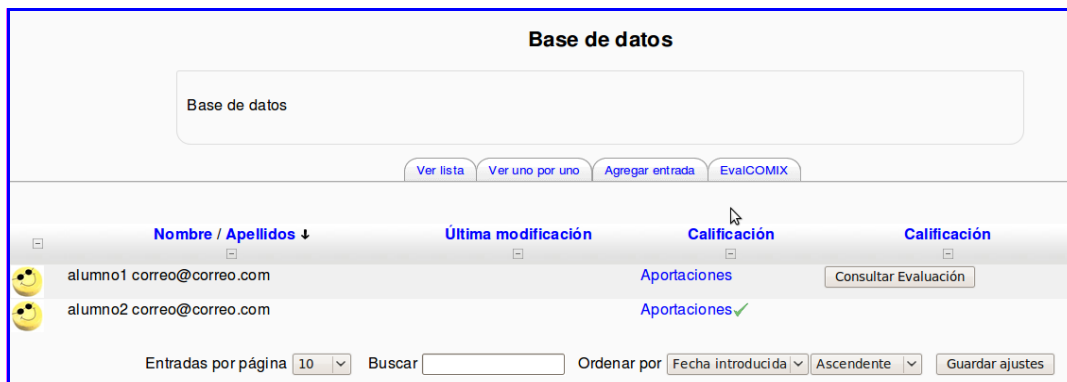 Base de datos
Base de datos
Ver lista Ver uno por uno Agregar entrada EvalCOMIX
Nombre / Apellidos ↓ Última modificación Calificación Calificación
alumno1 correo@correo.com Aportaciones Consultar Evaluación
alumno2 correo@correo.com Aportaciones✓
Entradas por página 10 Buscar Ordenar por Fecha introducida Ascendente Guardar ajustes